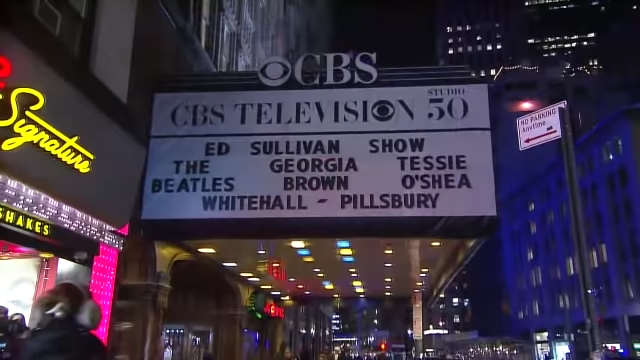 CBS
CBS TELEVISION STUDIO 50
ED SULLIVAN SHOW
THE GEORGIA TESSIE
BEATLES BROWN O'SHEA
WHITEHALL - PILLSBURY
Signature
SHAKES
NO PARKING
Anytime